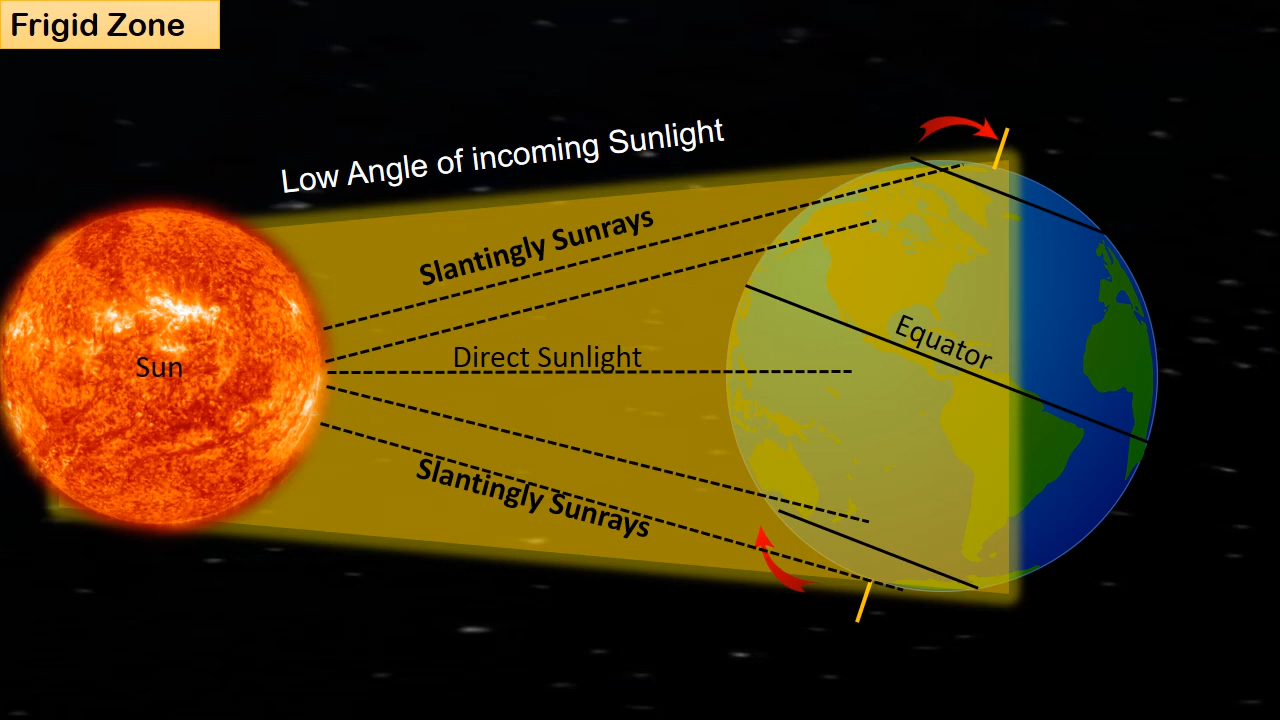 Frigid Zone
Low Angle of incoming Sunlight
Slantingly Sunrays
Equator
Direct Sunlight
Sun
Slantingly Sunrays